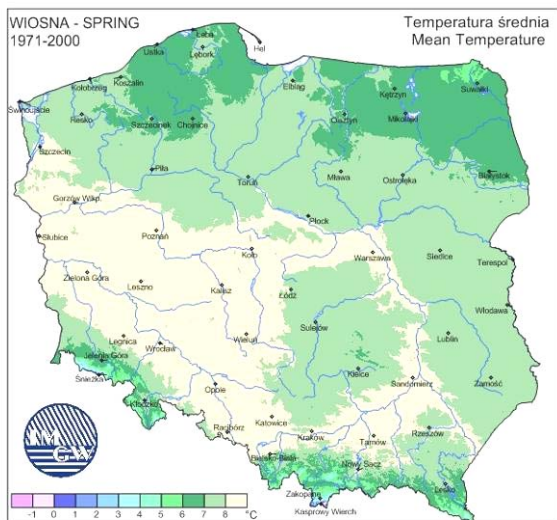 WIOSNA - SPRING
1971-2000
Temperatura średnia
Mean Temperature
Łeba
Hel
Ustka
Lębork
Kołobrzeg
Koszalin
Elbląg
Kętrzyn
Suwałki
Świnoujście
Resko
Szczecinek
Chojnice
Olsztyn
Mikołajki
Szczecin
Piła
Toruń
Mława
Ostrołęka
Białystok
Gorzów Wlkp.
Płock
Słubice
Poznań
Koło
Warszawa
Siedlce
Terespol
Zielona Góra
Leszno
Kalisz
Łódź
Włodawa
Sulejów
Legnica
Wrocław
Wieluń
Lublin
Jelenia Góra
Śnieżka
Opole
Kielce
Sandomierz
Zamość
Kłodzko
Racibórz
Katowice
Kraków
Tarnów
Rzeszów
Bielsko-Biała
Nowy Sącz
Lesko
Zakopane
Kasprowy Wierch
IM
GW
-1 0 1 2 3 4 5 6 7 8 °C